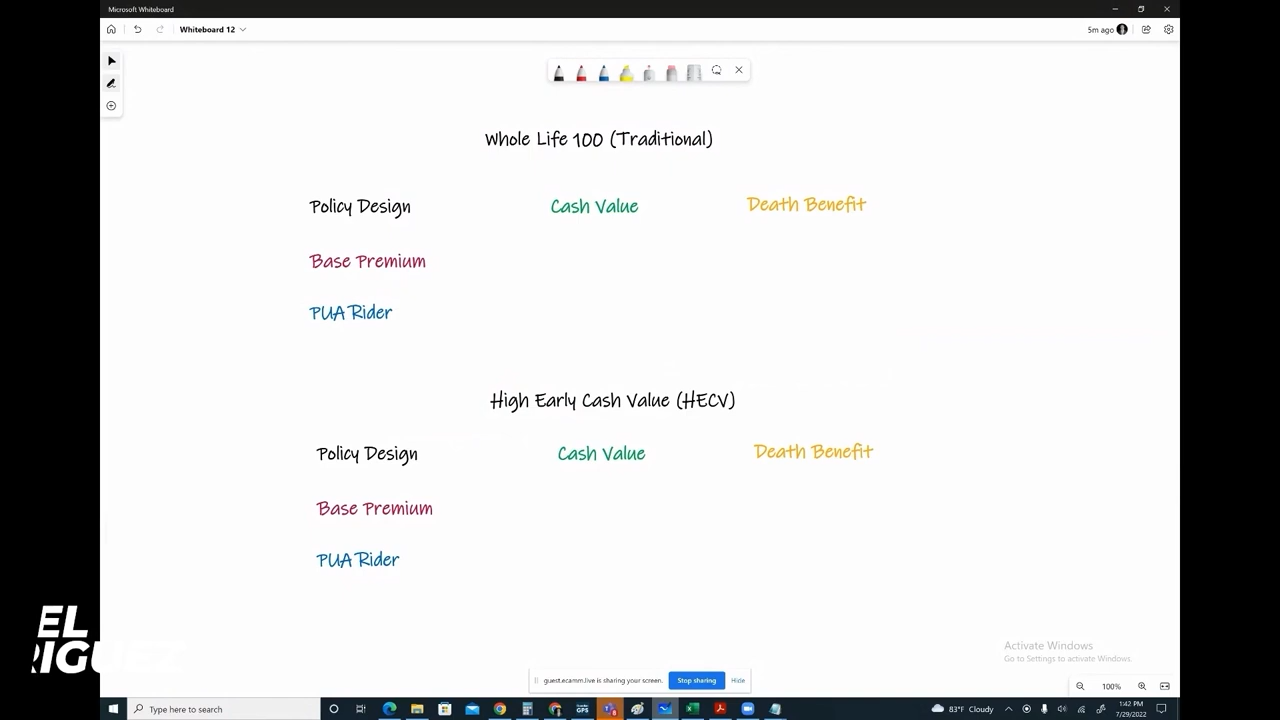 Microsoft Whiteboard
Whiteboard 12
5m ago
Whole Life 100 (Traditional)
Policy Design Cash Value Death Benefit
Base Premium
PUA Rider
High Early Cash Value (HECV)
Policy Design Cash Value Death Benefit
Base Premium
PUA Rider
EL
RIGUEZ
Activate Windows
Go to Settings to activate Windows.
guest.ecamm.live is sharing your screen. Stop sharing Hide
100%
Type here to search
83°F Cloudy
1:42 PM
7/29/2022